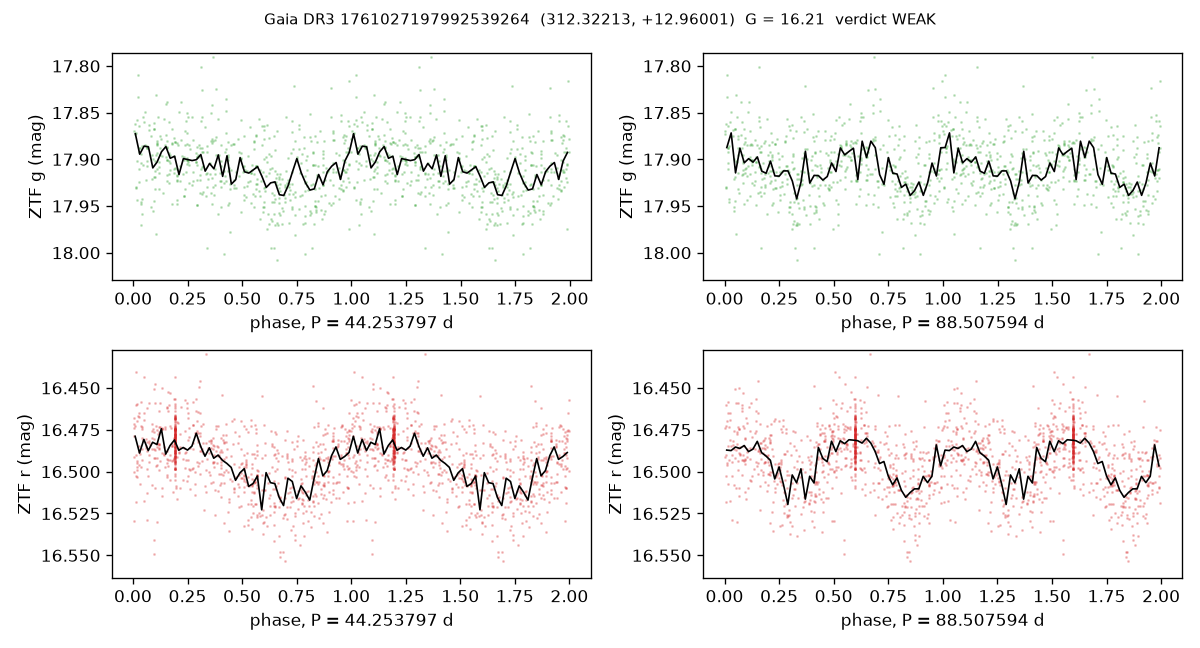 Gaia DR3 1761027197992539264 (312.32213, +12.96001) G = 16.21 verdict WEAK
ZTF g (mag)
17.80
17.85
17.90
17.95
18.00
0.00 0.25 0.50 0.75 1.00 1.25 1.50 1.75 2.00
phase, P = 44.253797 d
ZTF g (mag)
17.80
17.85
17.90
17.95
18.00
0.00 0.25 0.50 0.75 1.00 1.25 1.50 1.75 2.00
phase, P = 88.507594 d
ZTF r (mag)
16.450
16.475
16.500
16.525
16.550
0.00 0.25 0.50 0.75 1.00 1.25 1.50 1.75 2.00
phase, P = 44.253797 d
ZTF r (mag)
16.450
16.475
16.500
16.525
16.550
0.00 0.25 0.50 0.75 1.00 1.25 1.50 1.75 2.00
phase, P = 88.507594 d